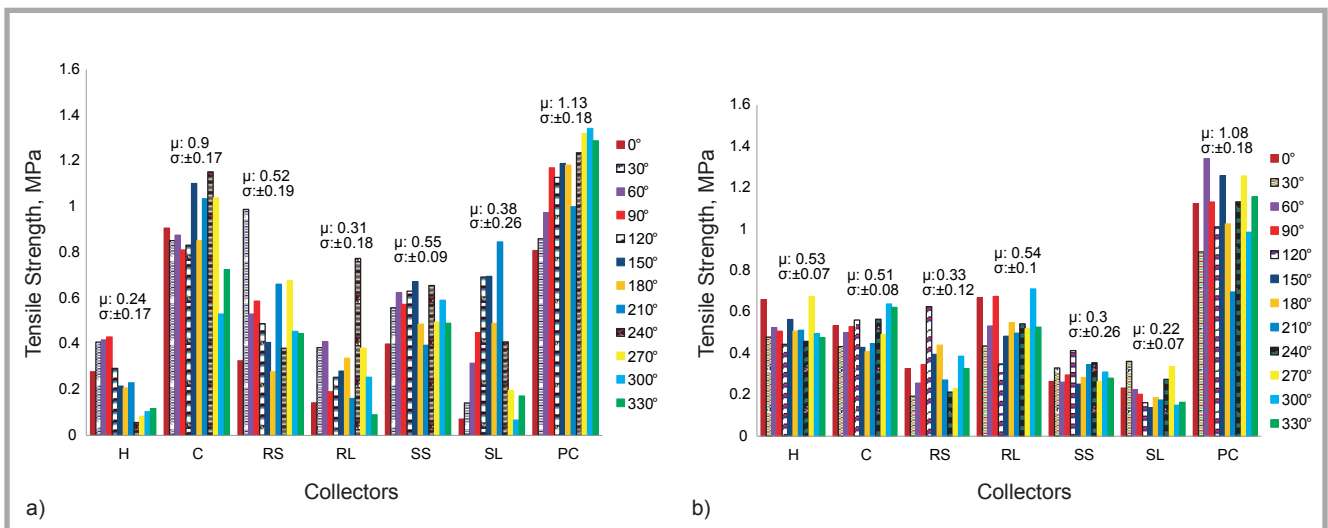 1.6
1.4
1.2
1
0.8
0.6
0.4
0.2
0
Tensile Strength, MPa
µ: 0.24
σ:±0.17
µ: 0.9
σ:±0.17
µ: 0.52
σ:±0.19
µ: 0.31
σ:±0.18
µ: 0.55
σ:±0.09
µ: 0.38
σ:±0.26
µ: 1.13
σ:±0.18
H C RS RL SS SL PC
Collectors
0°
30°
60°
90°
120°
150°
180°
210°
240°
270°
300°
330°
a)
1.6
1.4
1.2
1
0.8
0.6
0.4
0.2
0
Tensile Strength, MPa
µ: 0.53
σ:±0.07
µ: 0.51
σ:±0.08
µ: 0.33
σ:±0.12
µ: 0.54
σ:±0.1
µ: 0.3
σ:±0.26
µ: 0.22
σ:±0.07
µ: 1.08
σ:±0.18
H C RS RL SS SL PC
Collectors
0°
30°
60°
90°
120°
150°
180°
210°
240°
270°
300°
330°
b)